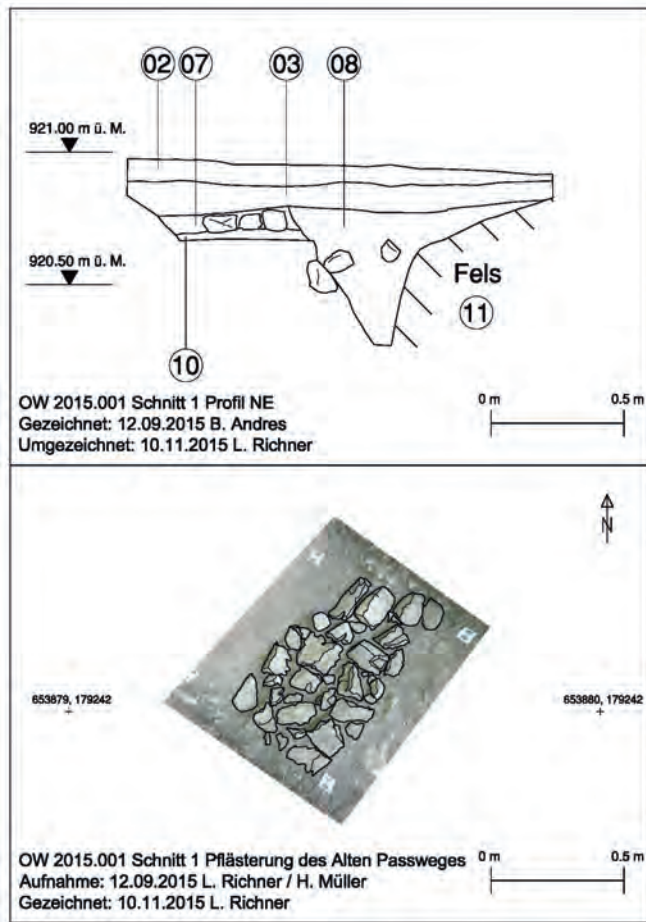 02 07 03 08
921.00 m ü. M.
920.50 m ü. M.
Fels
11
10
OW 2015.001 Schnitt 1 Profil NE
Gezeichnet: 12.09.2015 B. Andres
Umgezeichnet: 10.11.2015 L. Richner
0 m 0.5 m
N
653879, 179242
653880, 179242
OW 2015.001 Schnitt 1 Pflästerung des Alten Passweges
Aufnahme: 12.09.2015 L. Richner / H. Müller
Gezeichnet: 10.11.2015 L. Richner
0 m 0.5 m